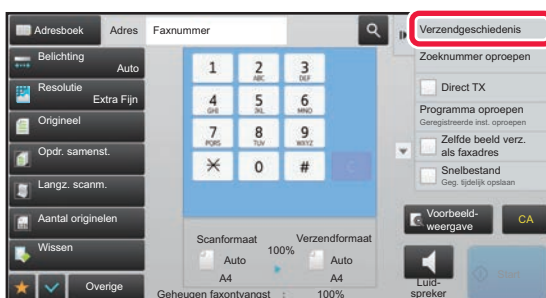 Adresboek
Adres
Faxnummer
Belichting
Auto
Resolutie
Extra Fijn
Origineel
Opdr. samenst.
Langz. scanm.
Aantal originelen
Wissen
Overige
1
2
ABC
3
DEF
4
GHI
5
JKL
6
MNO
7
PQRS
8
TUV
9
WXYZ
0
#
C
Scanformaat
100%
Verzendformaat
Auto
Auto
A4
A4
Geheugen faxontvangst : 100%
Verzendgeschiedenis
Zoeknummer oproepen
Direct TX
Programma oproepen
Geregistreerde inst. oproepen
Zelfde beeld verz.
als faxadres
Snelbestand
Geg. tijdelijk opslaan
Voorbeeld-
weergave
CA
Luid-
spreker
Start